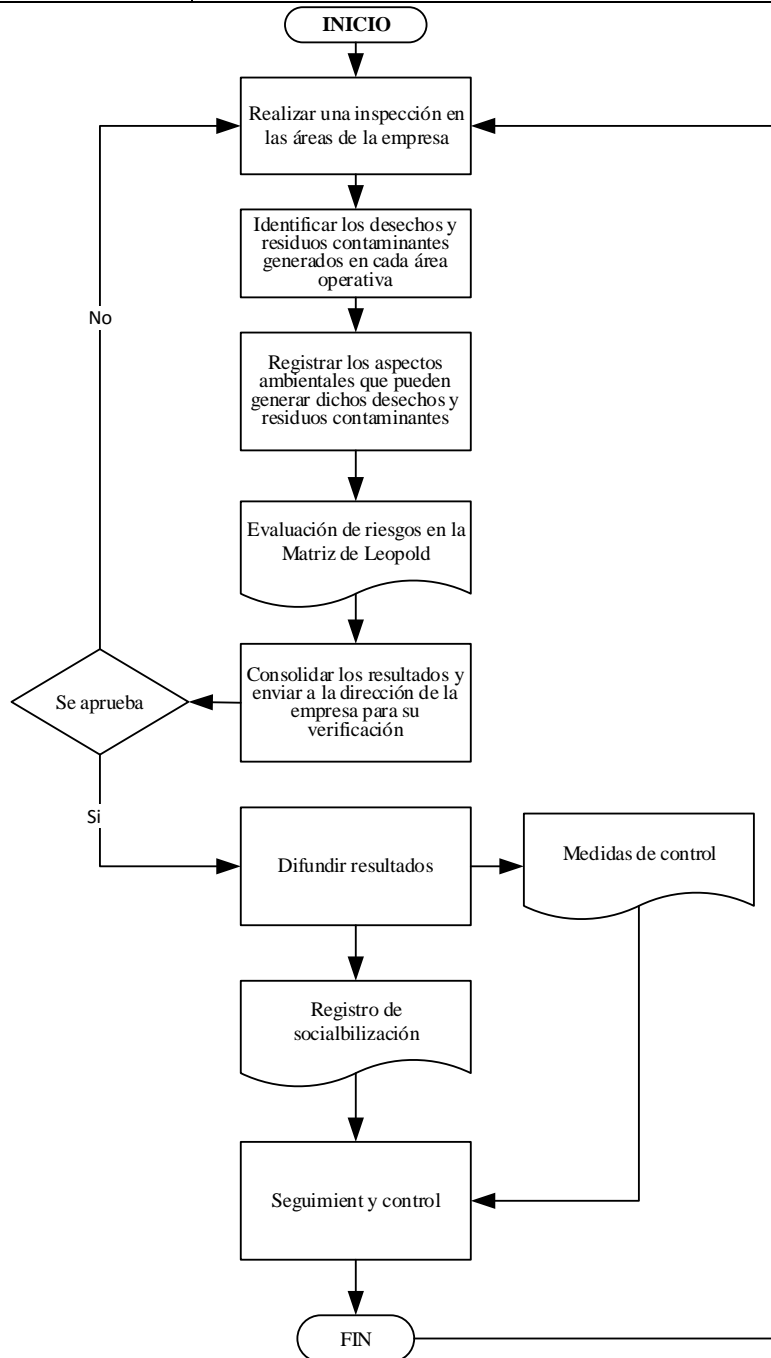 INICIO
Realizar una inspección en
las áreas de la empresa
Identificar los desechos y
residuos contaminantes
generados en cada área
operativa
No
Registrar los aspectos
ambientales que pueden
generar dichos desechos y
residuos contaminantes
Evaluación de riesgos en la
Matriz de Leopold
Consolidar los resultados y
enviar a la dirección de la
empresa para su
verificación
Se aprueba
Si
Difundir resultados
Medidas de control
Registro de
socialbilización
Seguimient y control
FIN